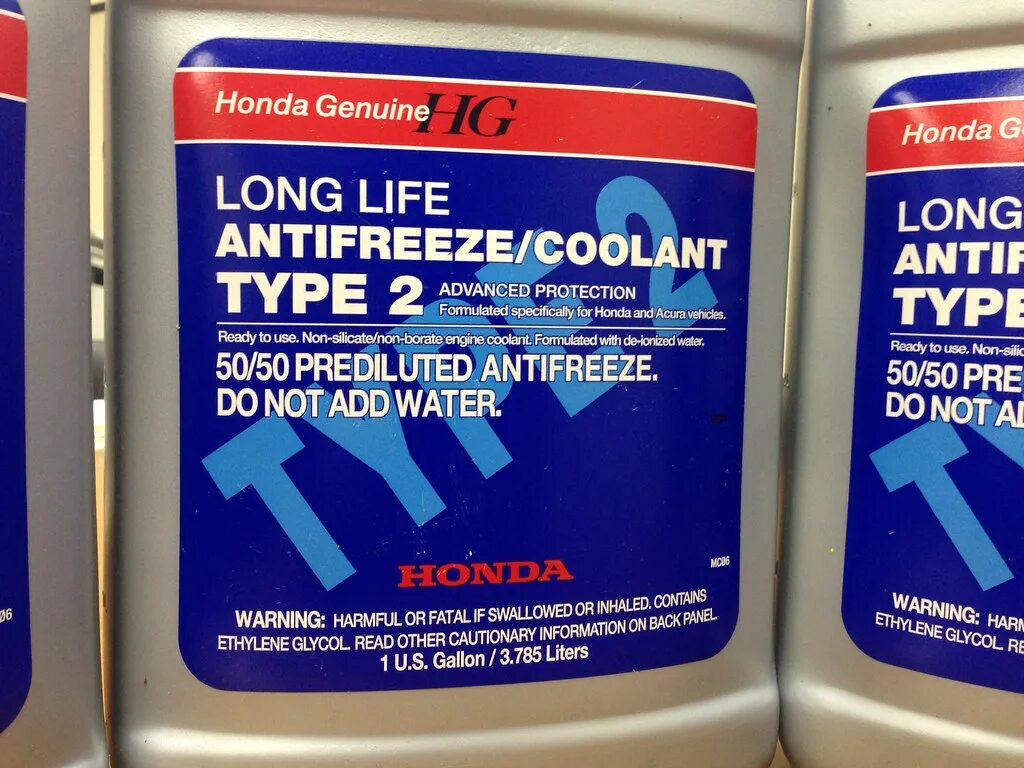 Honda Genuine HG
LONG LIFE
ANTIFREEZE/COOLANT
TYPE 2
ADVANCED PROTECTION
Formulated specifically for Honda and Acura vehicles.
Ready to use. Non-silicate/non-borate engine coolant. Formulated with de-ionized water.
50/50 PREDILUTED ANTIFREEZE.
DO NOT ADD WATER.
TYPE 2
HONDA
MC06
WARNING: HARMFUL OR FATAL IF SWALLOWED OR INHALED. CONTAINS
ETHYLENE GLYCOL. READ OTHER CAUTIONARY INFORMATION ON BACK PANEL.
1 U.S. Gallon / 3.785 Liters
Honda G
LONG
ANTIF
TYPE
Ready to use. Non-silic
50/50 PRE
DO NOT AD
T
WARNING: HARM
ETHYLENE GLYCOL. RE
06